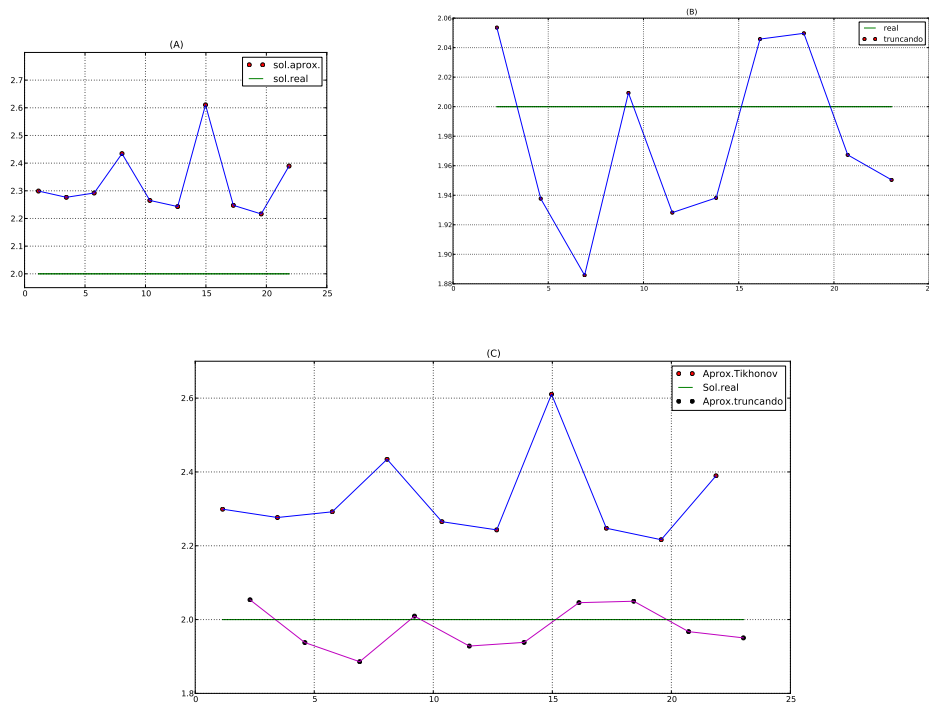 (A)
sol.aprox.
sol.real
2.7
2.6
2.5
2.4
2.3
2.2
2.1
2.0
0 5 10 15 20 25
(B)
real
truncando
2.06
2.04
2.02
2.00
1.98
1.96
1.94
1.92
1.90
1.88
0 5 10 15 20 2
(C)
Aprox.Tikhonov
Sol.real
Aprox.truncando
2.6
2.4
2.2
2.0
1.8
0 5 10 15 20 25